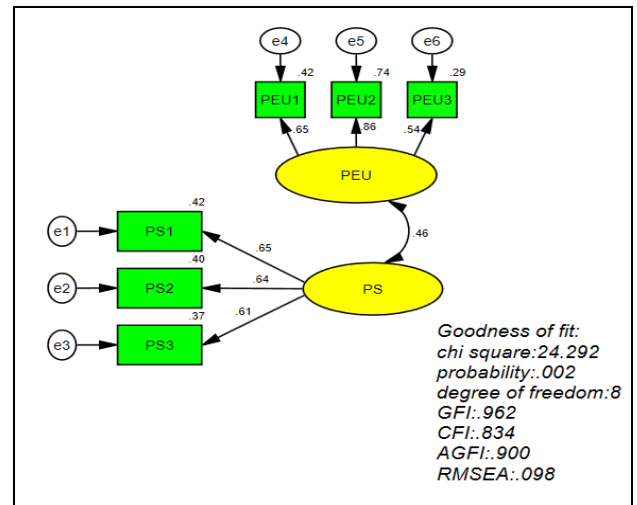 e4
e5
e6
.42
.74
.29
PEU1
PEU2
PEU3
.65
.86
.54
PEU
.46
.42
e1
PS1
.65
.40
e2
PS2
.64
PS
.37
e3
PS3
.61
Goodness of fit:
chi square:24.292
probability:.002
degree of freedom:8
GFI:.962
CFI:.834
AGFI:.900
RMSEA:.098